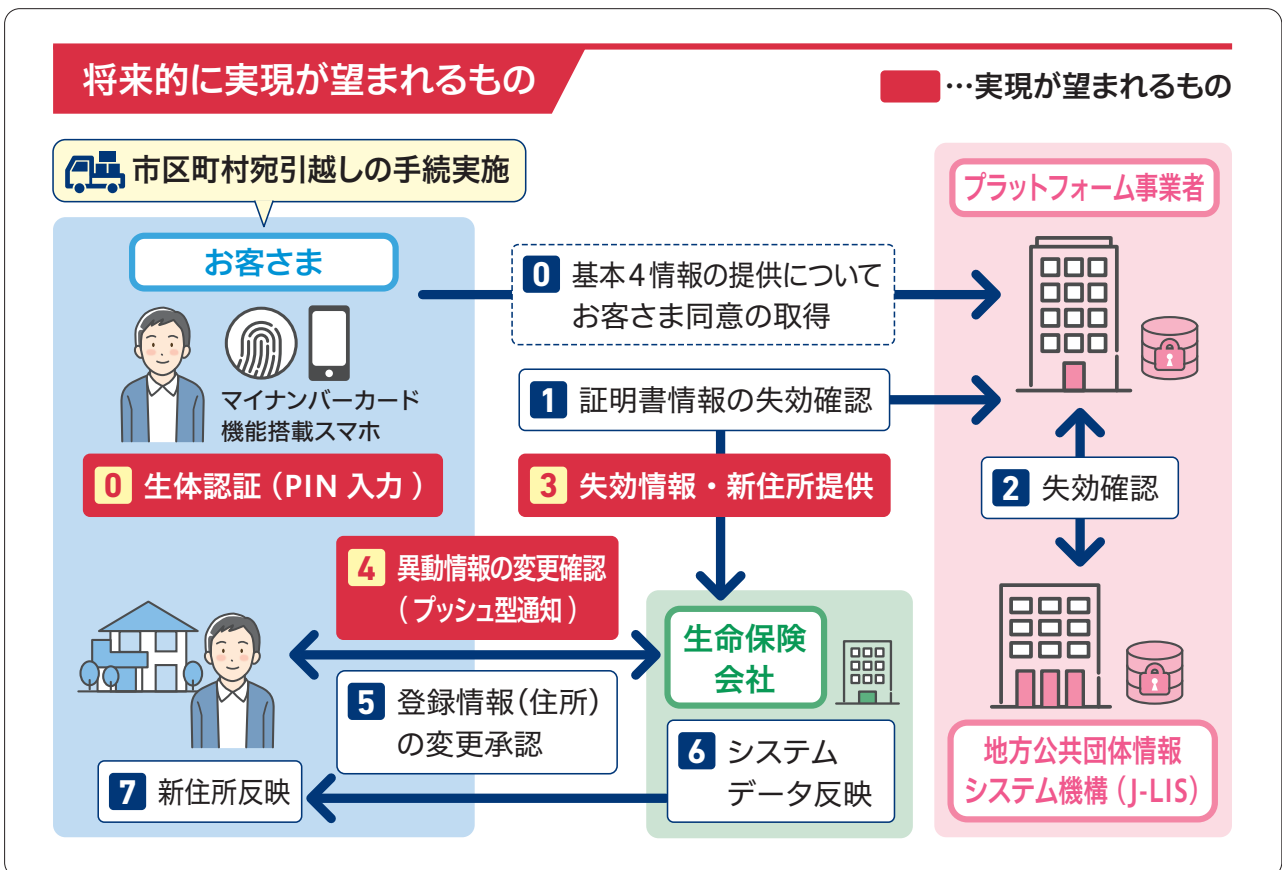 将来的に実現が望まれるもの
…実現が望まれるもの
市区町村宛引越しの手続実施
プラットフォーム事業者
お客さま
0 基本4情報の提供について
お客さま同意の取得
マイナンバーカード
機能搭載スマホ
1 証明書情報の失効確認
0 生体認証（PIN 入力）
3 失効情報・新住所提供
2 失効確認
4 異動情報の変更確認
（プッシュ型通知）
生命保険
会社
5 登録情報（住所）
の変更承認
6 システム
データ反映
地方公共団体情報
システム機構（J-LIS）
7 新住所反映